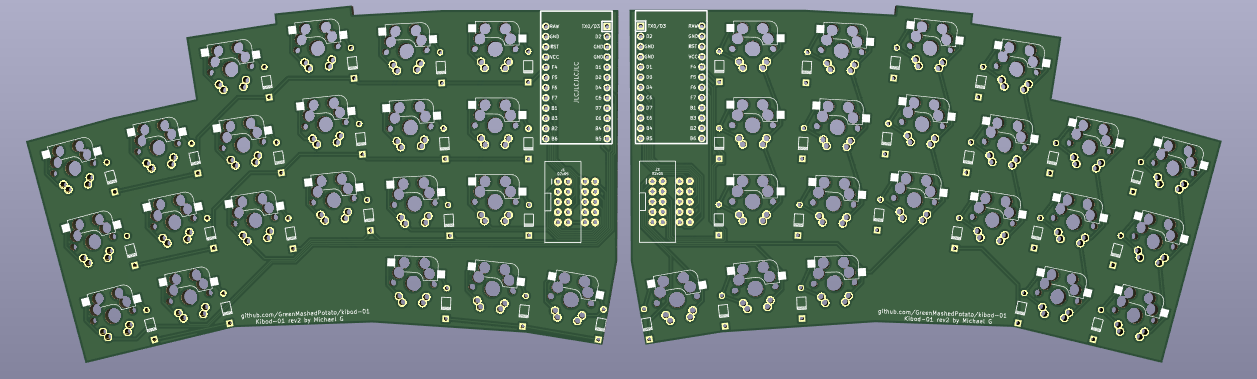 RAW TXO/D3
GND D2
RST GND
VCC GND
F4 D1
F5 D2
F6 D4
F7 C6
B1 D7
B3 E6
B2 B4
B6 B5
JLCJLCJLCJLC
TXO/D3 RAW
D2 GND
GND RST
GND VCC
D1 F4
D0 F5
D4 F6
C6 F7
D7 B1
E6 B3
B4 B2
B5 B6
github.com/GreenMashedPotato/kibod-01
Kibod-01 rev2 by Michael G
github.com/GreenMashedPotato/kibod-01
Kibod-01 rev2 by Michael G